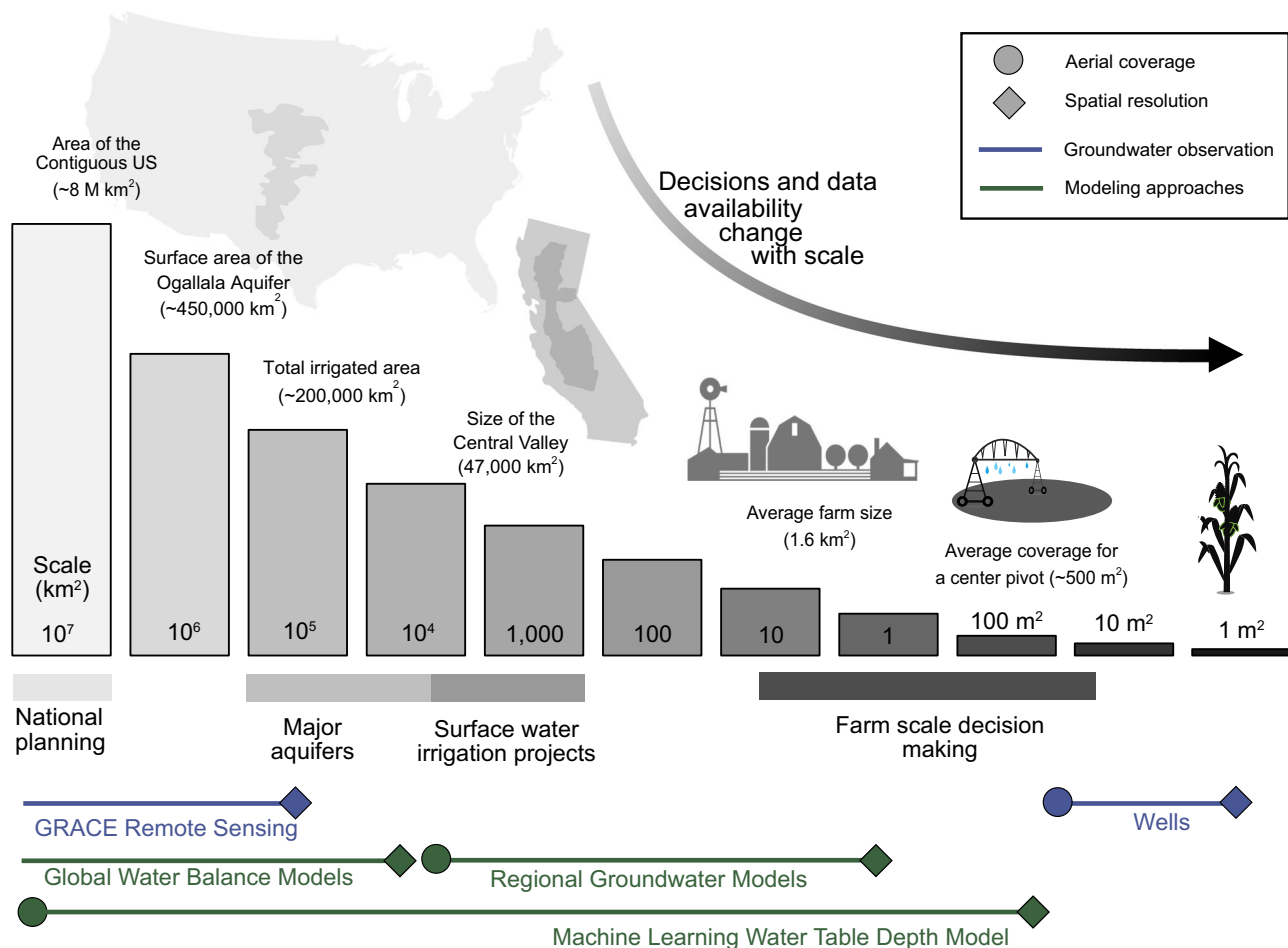 Aerial coverage
Spatial resolution
Groundwater observation
Modeling approaches
Area of the
Contiguous US
(~8 M km²)
Decisions and data
availability
change
with scale
Surface area of the
Ogallala Aquifer
(~450,000 km²)
Total irrigated area
(~200,000 km²)
Size of the
Central Valley
(47,000 km²)
Average farm size
(1.6 km²)
Average coverage for
a center pivot (~500 m²)
Scale
(km²)
10⁷
10⁶
10⁵
10⁴
1,000
100
10
1
100 m²
10 m²
1 m²
National
planning
Major
aquifers
Surface water
irrigation projects
Farm scale decision
making
GRACE Remote Sensing
Wells
Global Water Balance Models
Regional Groundwater Models
Machine Learning Water Table Depth Model